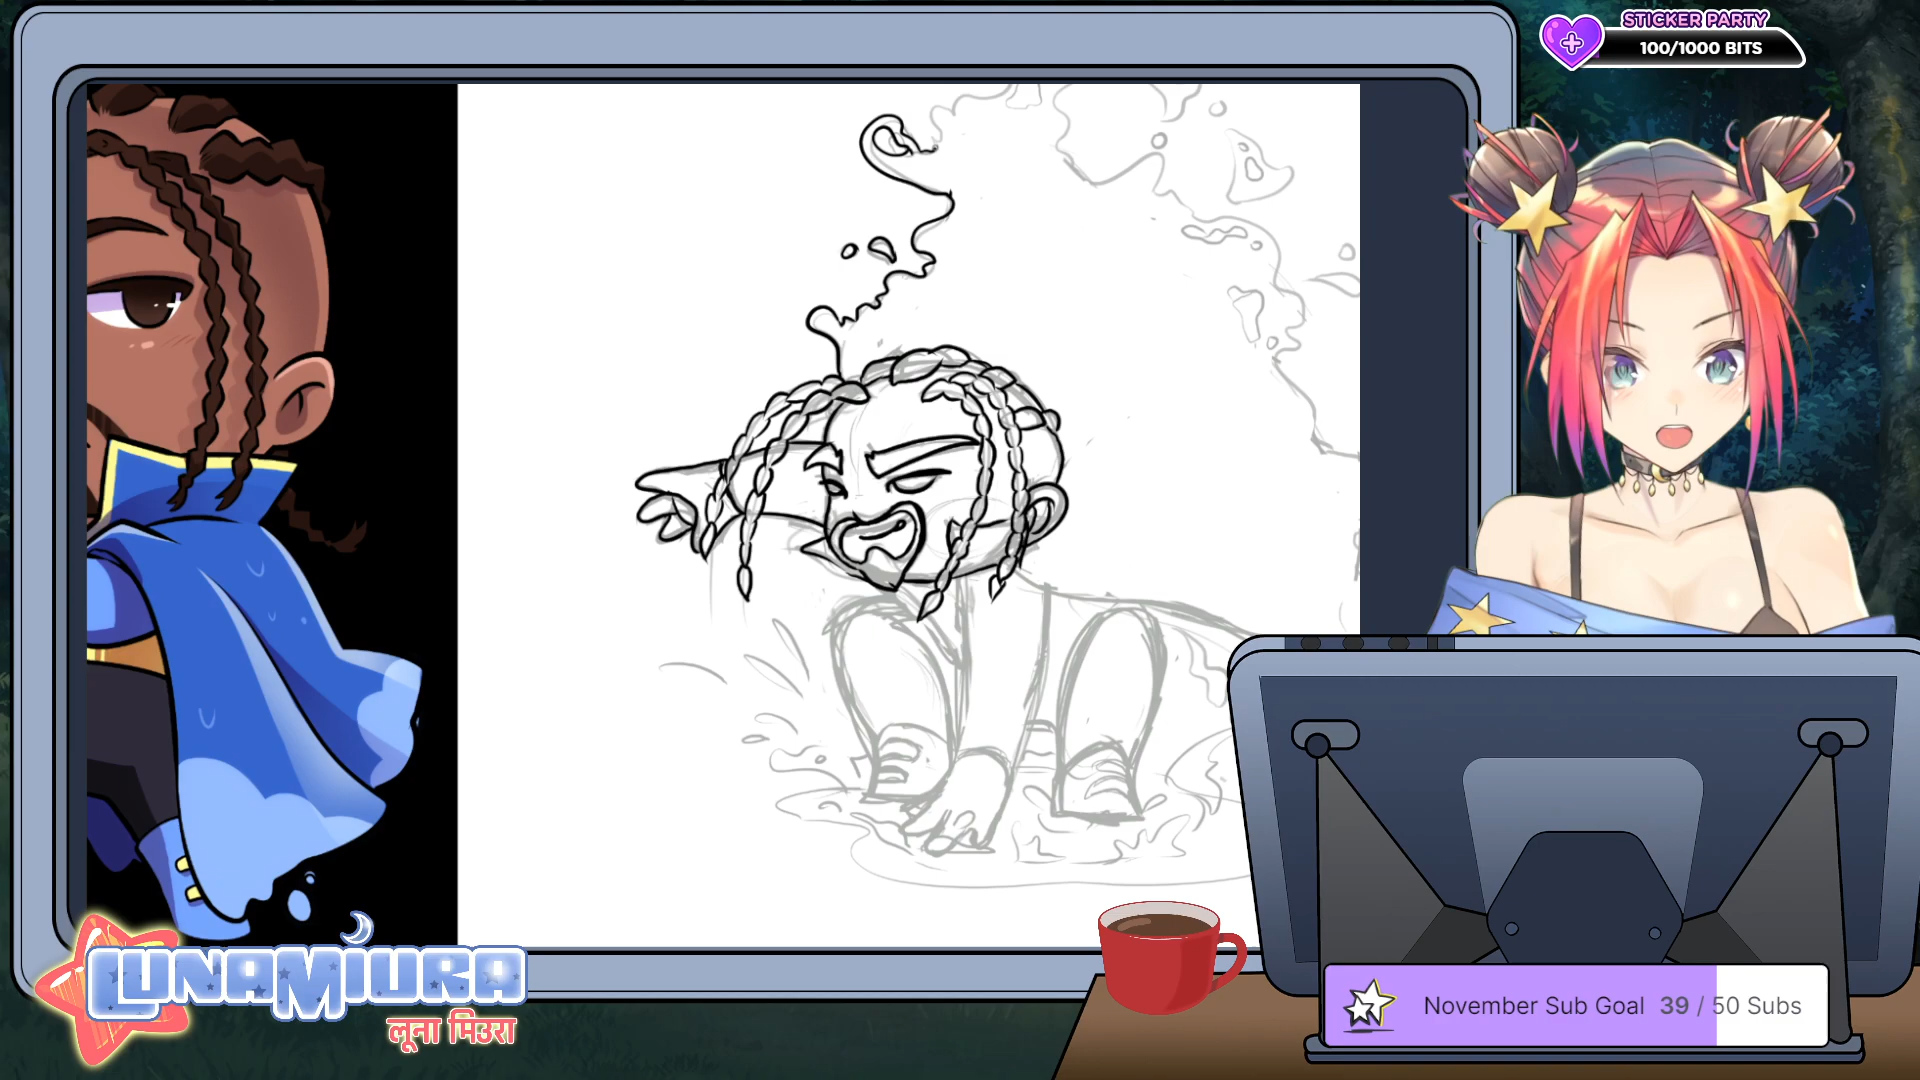 STICKER PARTY
100/1000 BITS
LUNAMIURA
लूना मिउरा
November Sub Goal 39 / 50 Subs